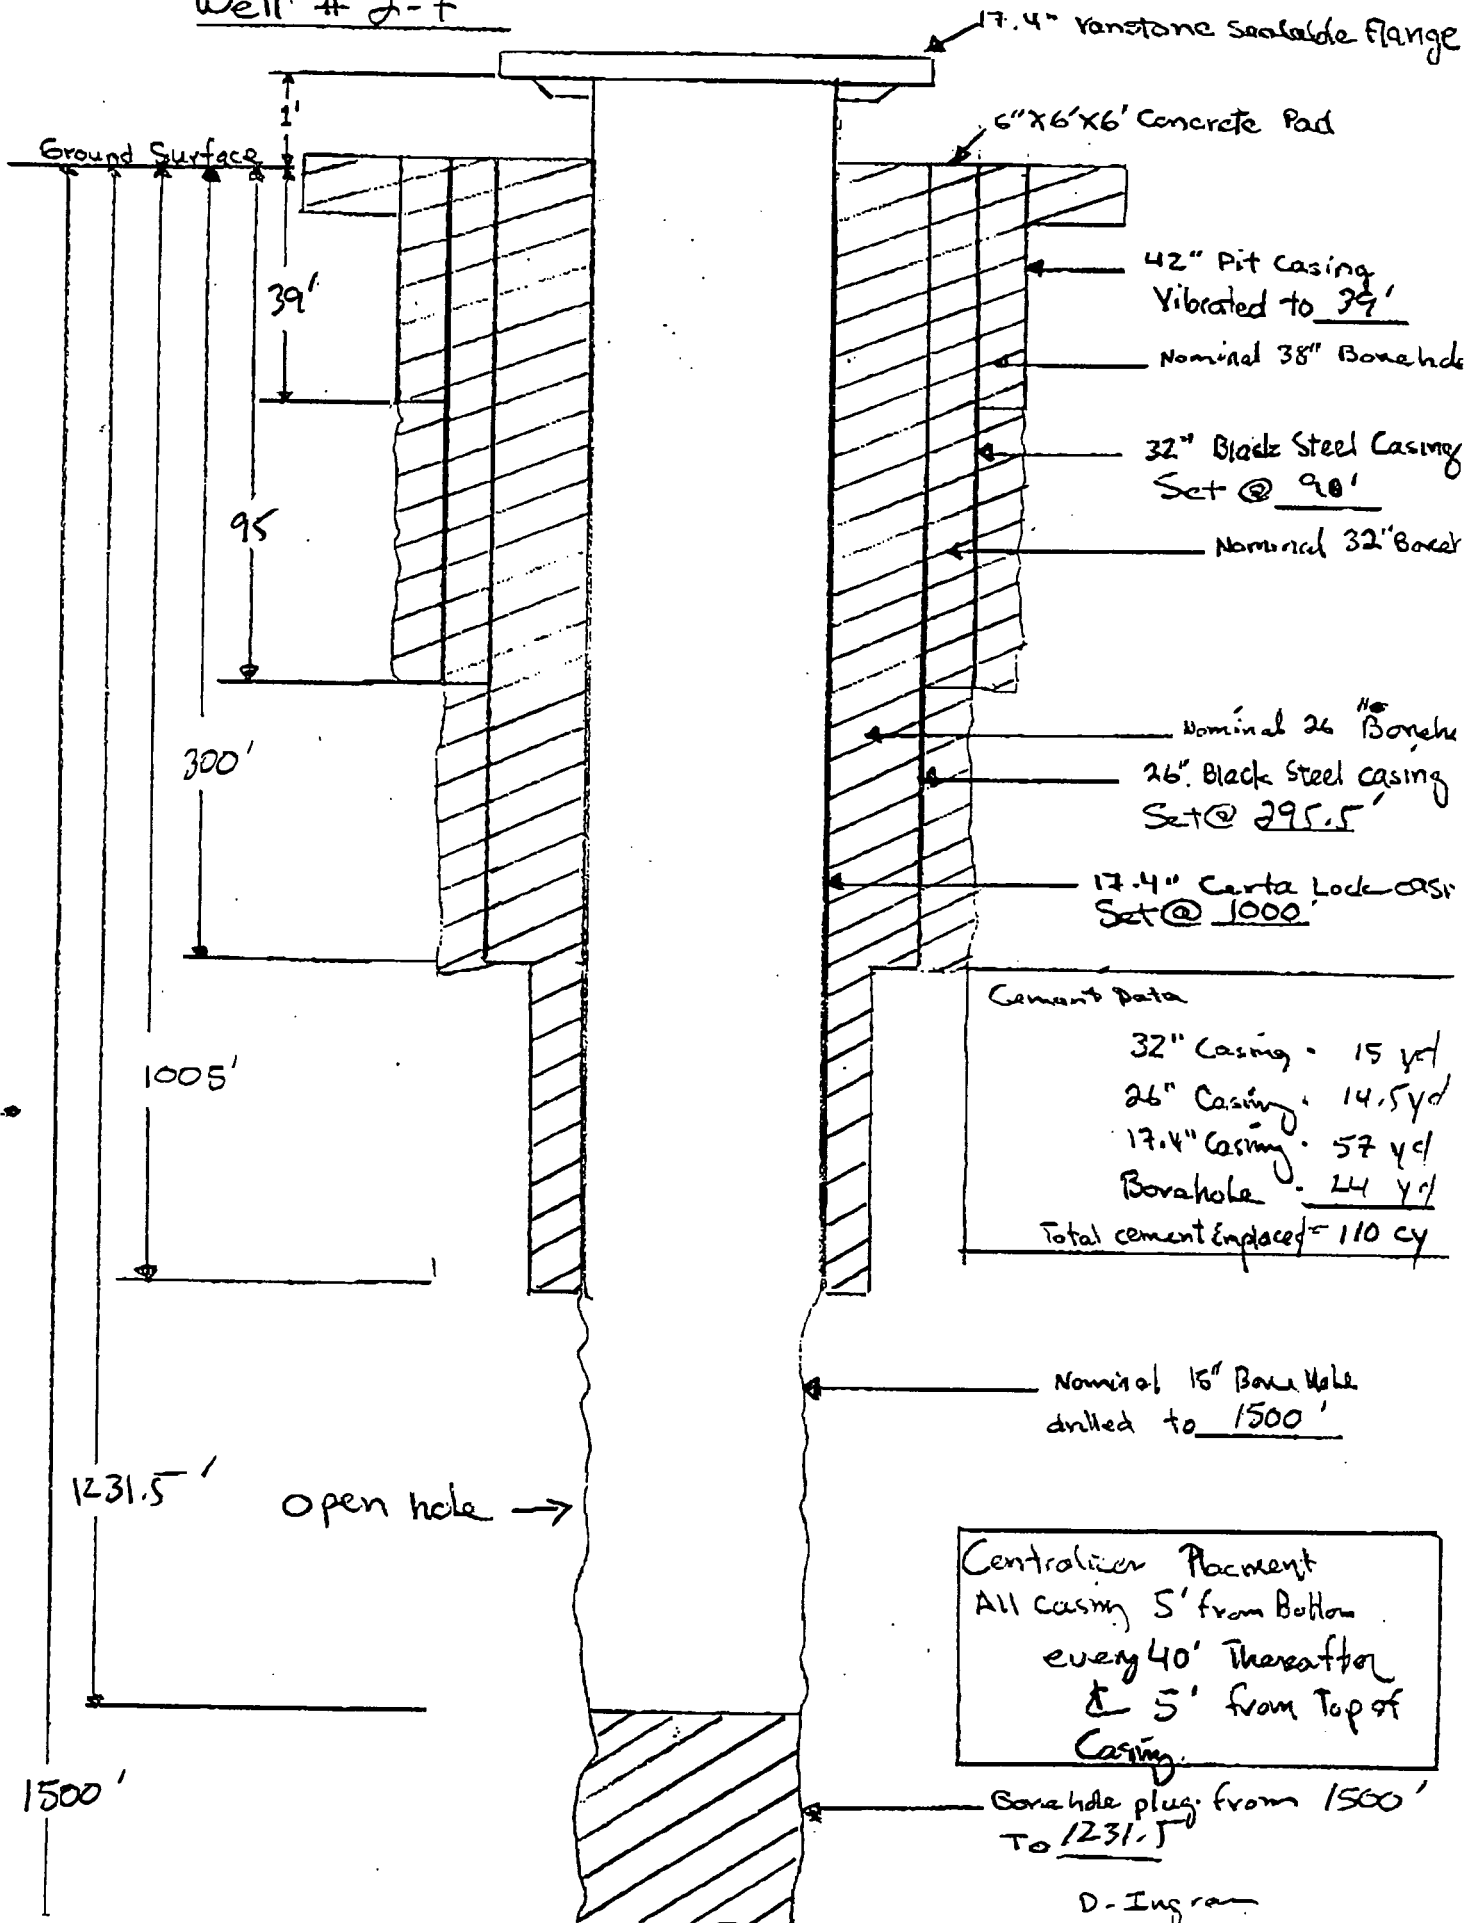 Well # 2-T
17.4" Vanstone Sealable Flange
1'
6"X6'X6' Concrete Pad
Ground Surface
42" Pit Casing
Vibrated to 39'
39'
Nominal 38" Borehole
32" Black Steel Casing
Set @ 90'
95
Nominal 32" Boreh
Nominal 26" Boreho
300'
26" Black Steel casing
Set @ 295.5'
17.4" Certa Lock casi
Set @ 1000'
Cement Data
32" Casing - 15 yd
1005'
26" Casing - 14.5 yd
17.4" Casing - 57 yd
Borehole - 24 yd
Total cement Emplaced = 110 cy
Nominal 15" Bore Hole
drilled to 1500'
1231.5'
Open hole
Centralizer Placment
All casing 5' from Bottom
every 40' Thereafter
& 5' from Top of
Casing.
1500'
Borehole plug from 1500'
To 1231.5
D-Ingram